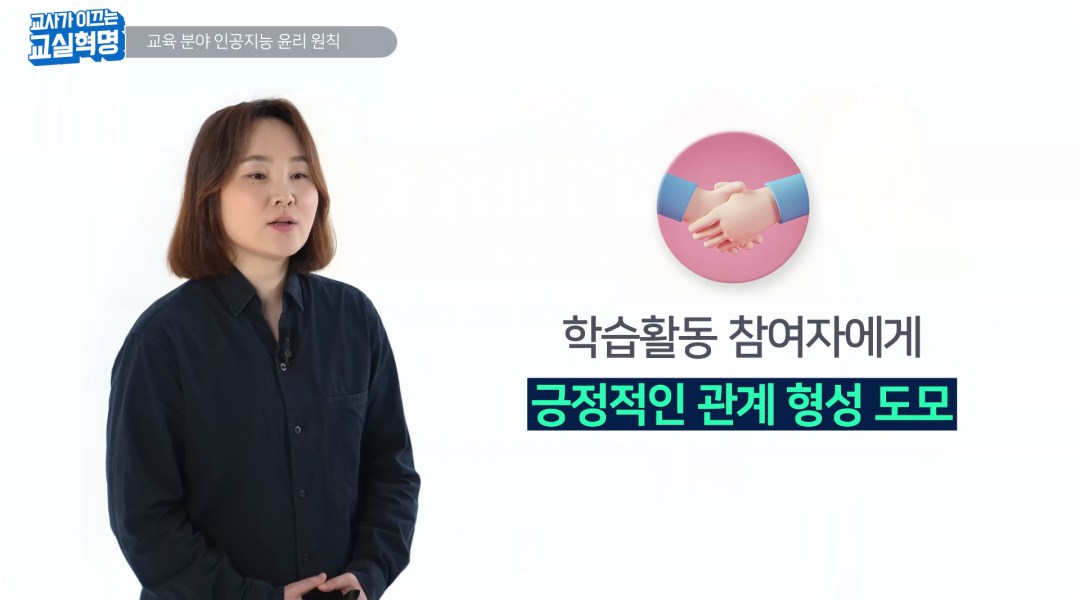 교사가 이끄는
교실혁명
교육 분야 인공지능 윤리 원칙
학습활동 참여자에게
긍정적인 관계 형성 도모